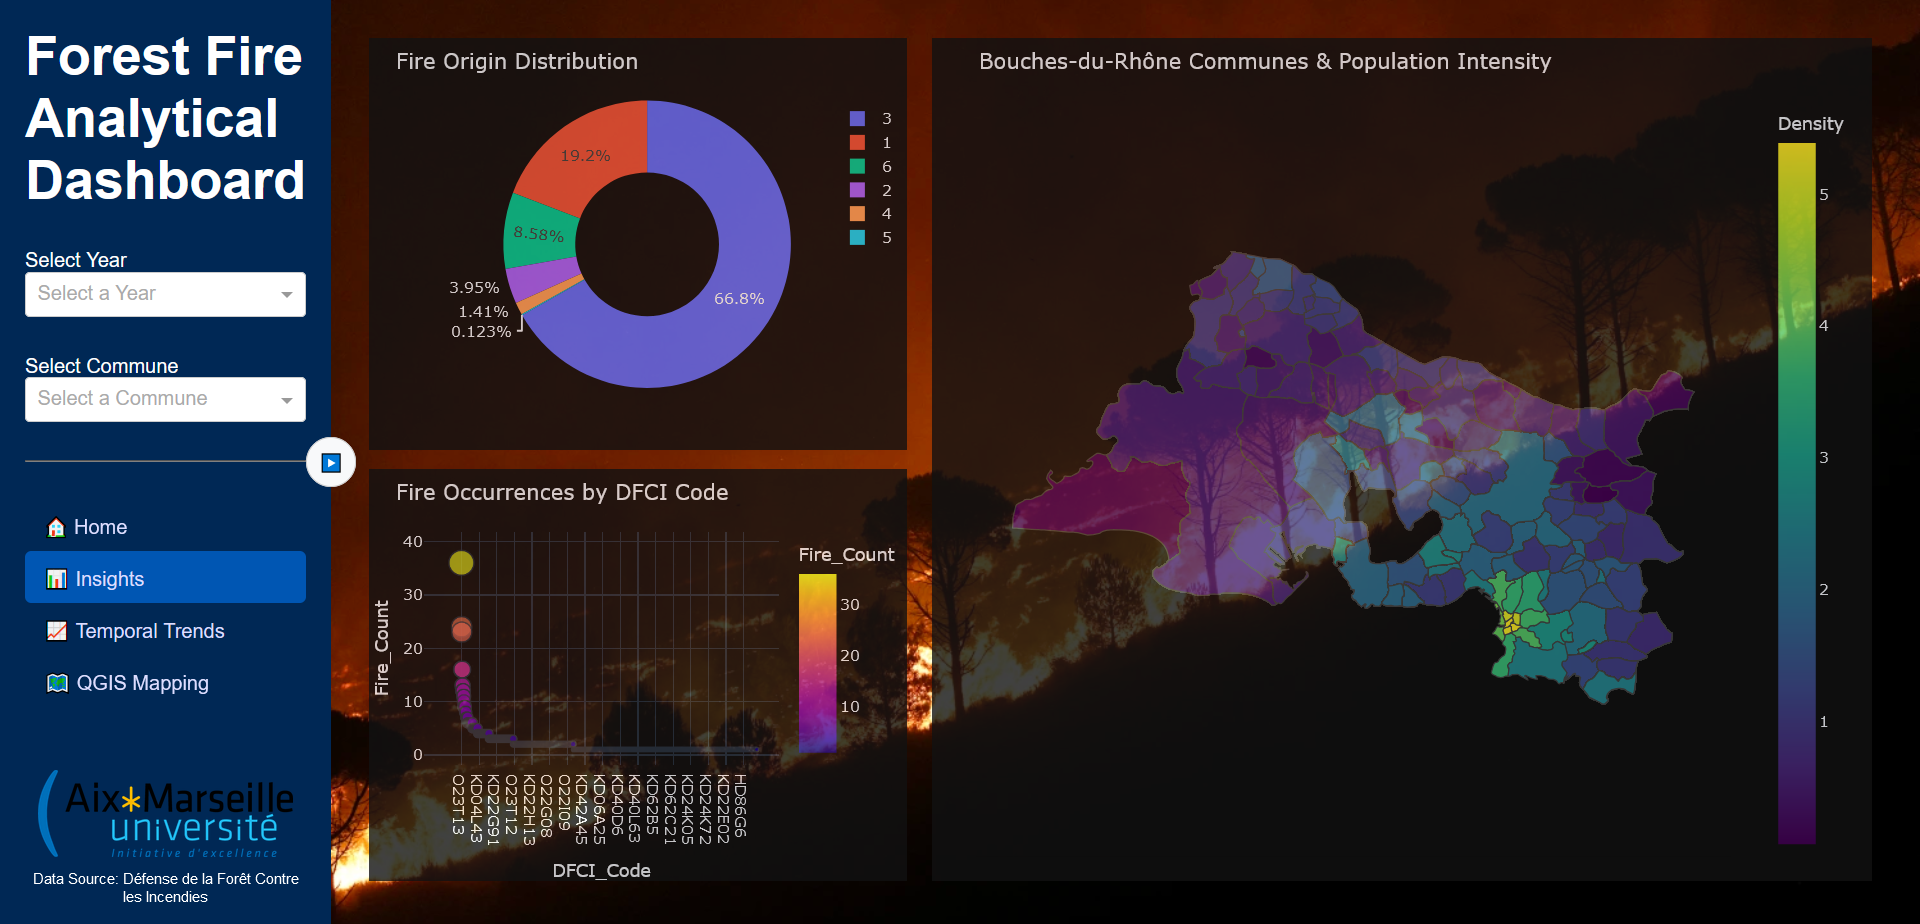 Forest Fire
Analytical
Dashboard
Select Year
Select a Year
Select Commune
Select a Commune
Home
Insights
Temporal Trends
QGIS Mapping
Aix*Marseille
université
Initiative d'excellence
Data Source: Défense de la Forêt Contre
les Incendies
Fire Origin Distribution
19.2%
8.58%
3.95%
1.41%
0.123%
66.8%
3
1
6
2
4
5
Fire Occurrences by DFCI Code
Fire_Count
40
30
20
10
0
O23T13
KD04L43
KD22G91
O23T12
KD22H13
O22G08
O22I09
KD42A45
KD06A25
KD40D6
KD40L63
KD62B5
KD62C21
KD24K05
KD24K72
KD22E02
HD86G6
DFCI_Code
Fire_Count
30
20
10
Bouches-du-Rhône Communes & Population Intensity
Density
5
4
3
2
1